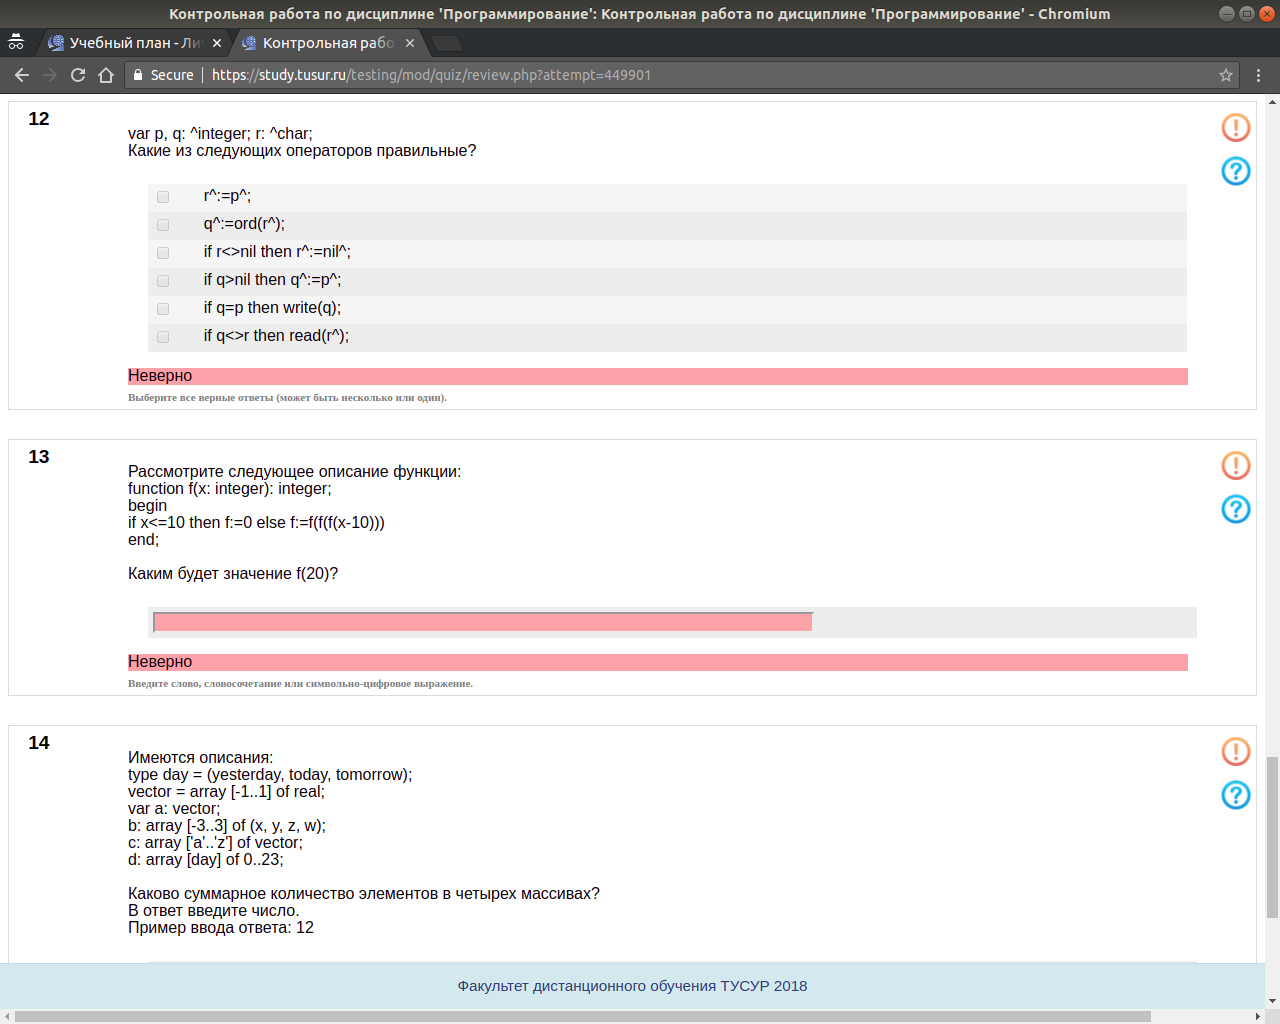 Контрольная работа по дисциплине 'Программирование': Контрольная работа по дисциплине 'Программирование' - Chromium
Учебный план - Ли
Контрольная рабо
Secure
https://study.tusur.ru/testing/mod/quiz/review.php?attempt=449901
12
var p, q: ^integer; r: ^char;
Какие из следующих операторов правильные?
r^:=p^;
q^:=ord(r^);
if r<>nil then r^:=nil^;
if q>nil then q^:=p^;
if q=p then write(q);
if q<>r then read(r^);
Неверно
Выберите все верные ответы (может быть несколько или один).
13
Рассмотрите следующее описание функции:
function f(x: integer): integer;
begin
if x<=10 then f:=0 else f:=f(f(f(x-10)))
end;
Каким будет значение f(20)?
Неверно
Введите слово, словосочетание или символьно-цифровое выражение.
14
Имеются описания:
type day = (yesterday, today, tomorrow);
vector = array [-1..1] of real;
var a: vector;
b: array [-3..3] of (x, y, z, w);
c: array ['a'..'z'] of vector;
d: array [day] of 0..23;
Каково суммарное количество элементов в четырех массивах?
В ответ введите число.
Пример ввода ответа: 12
Факультет дистанционного обучения ТУСУР 2018